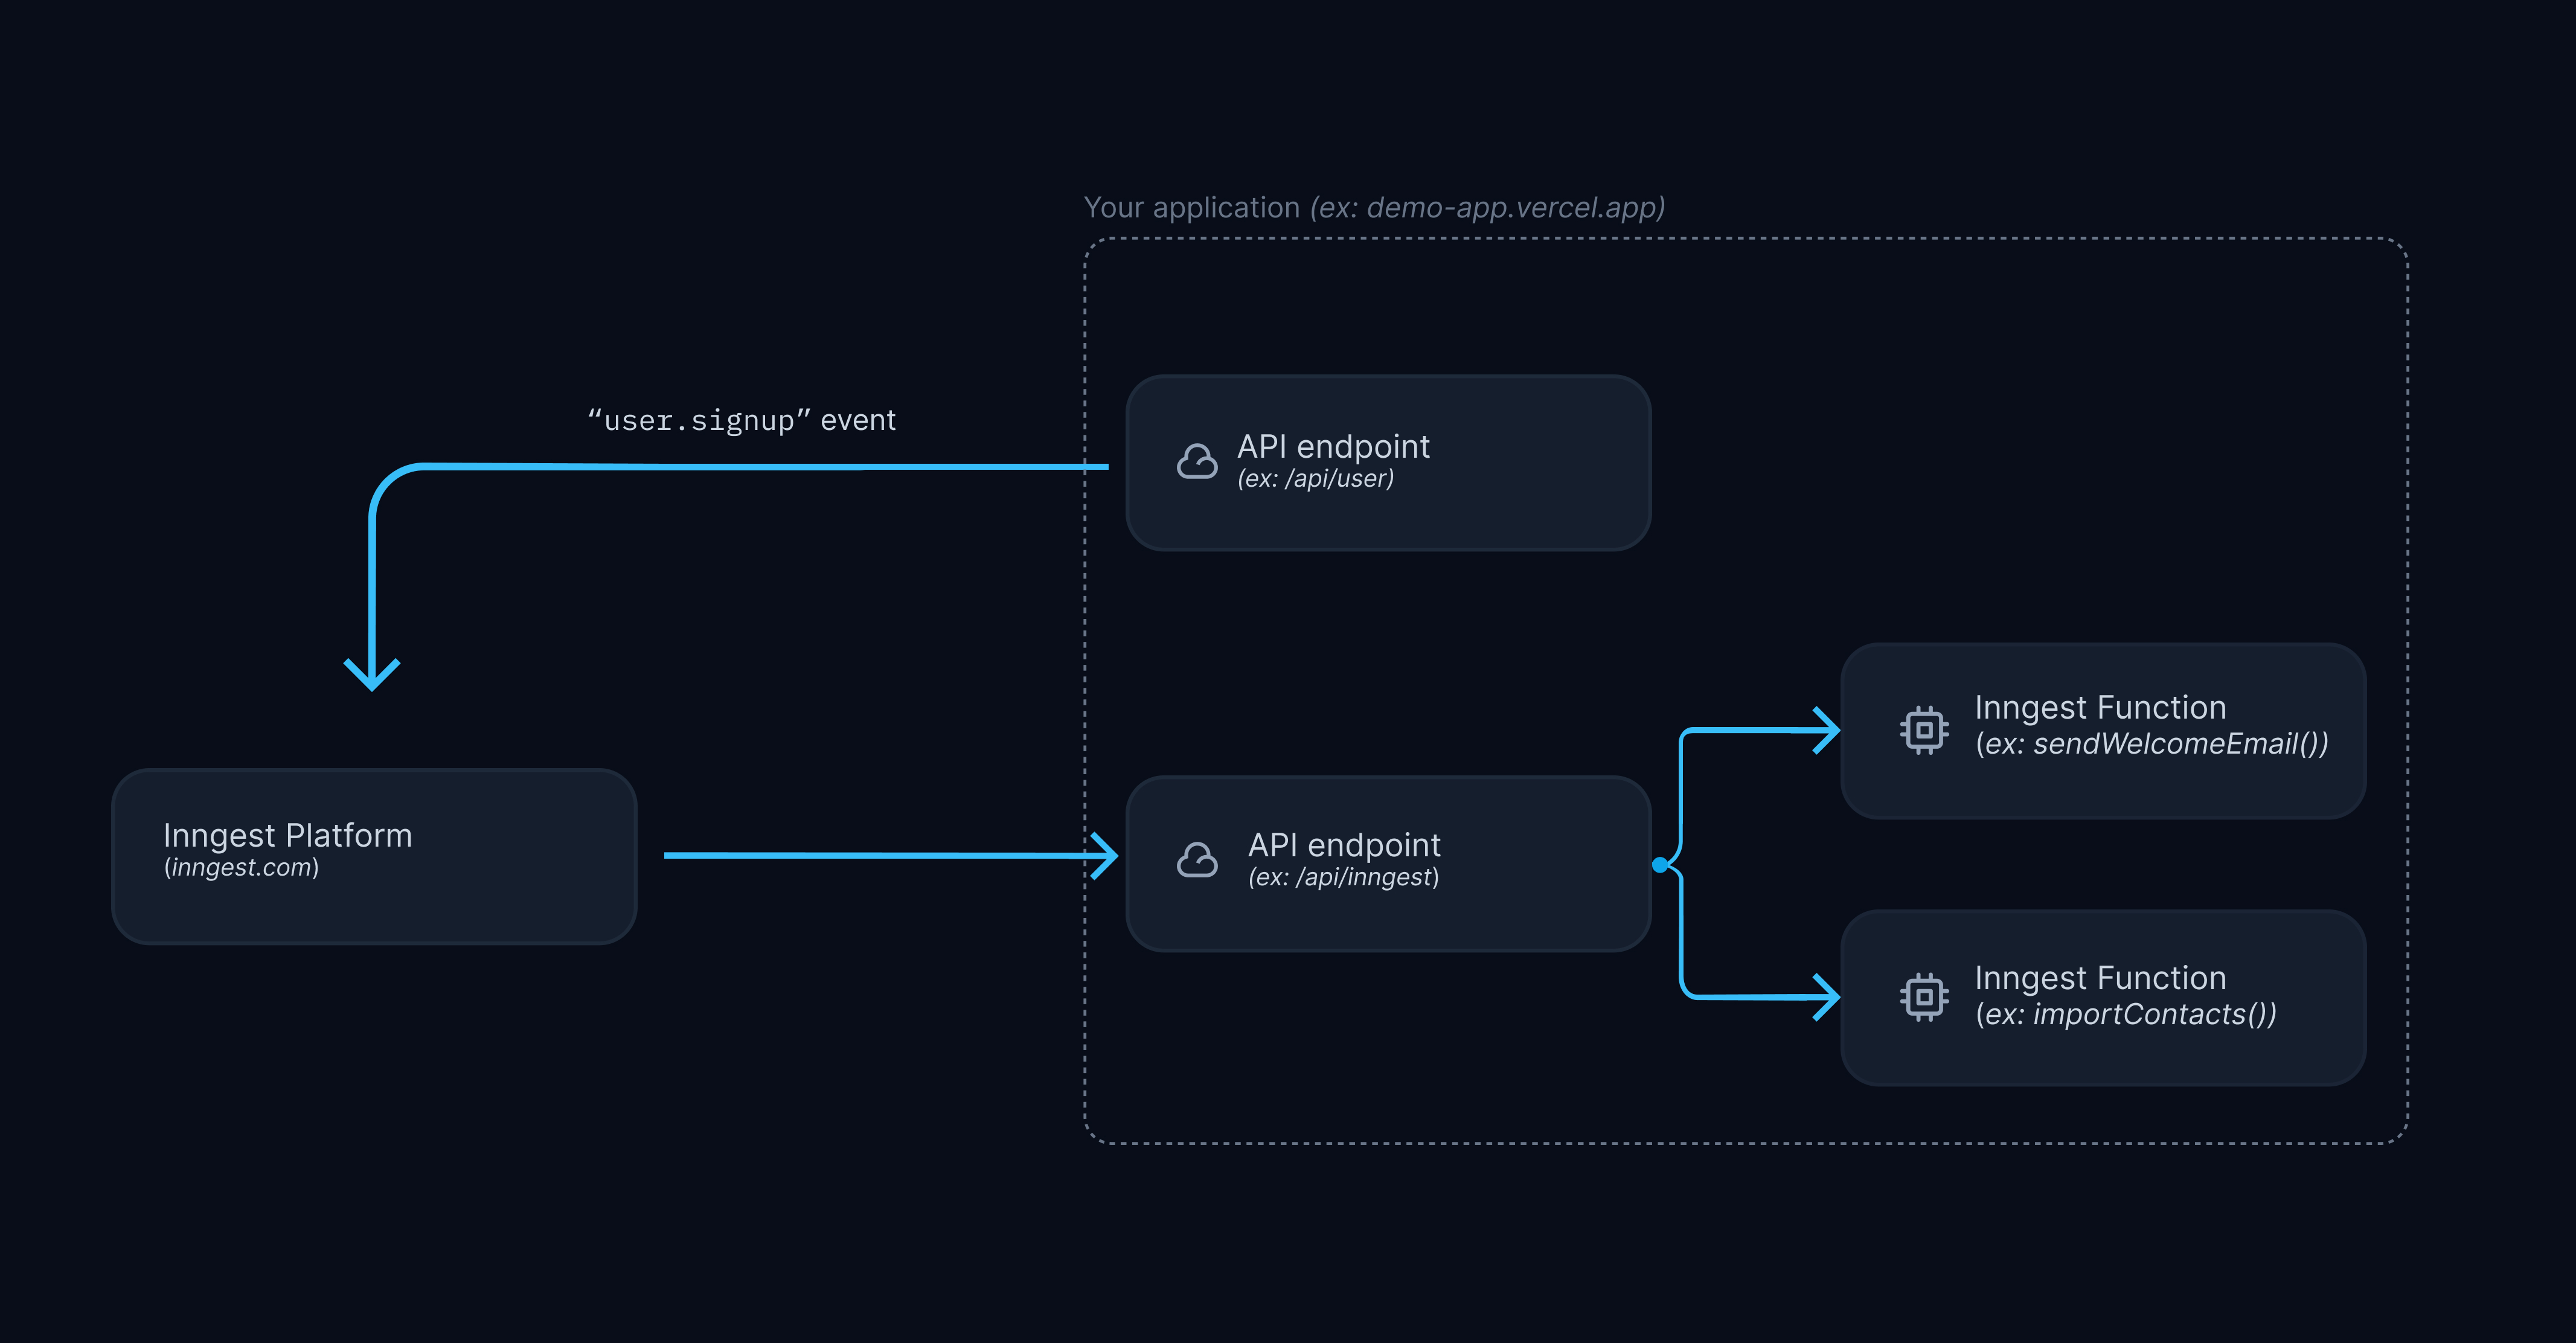 Your application (ex: demo-app.vercel.app)
“user.signup” event
API endpoint
(ex: /api/user)
Inngest Platform
(inngest.com)
API endpoint
(ex: /api/inngest)
Inngest Function
(ex: sendWelcomeEmail())
Inngest Function
(ex: importContacts())